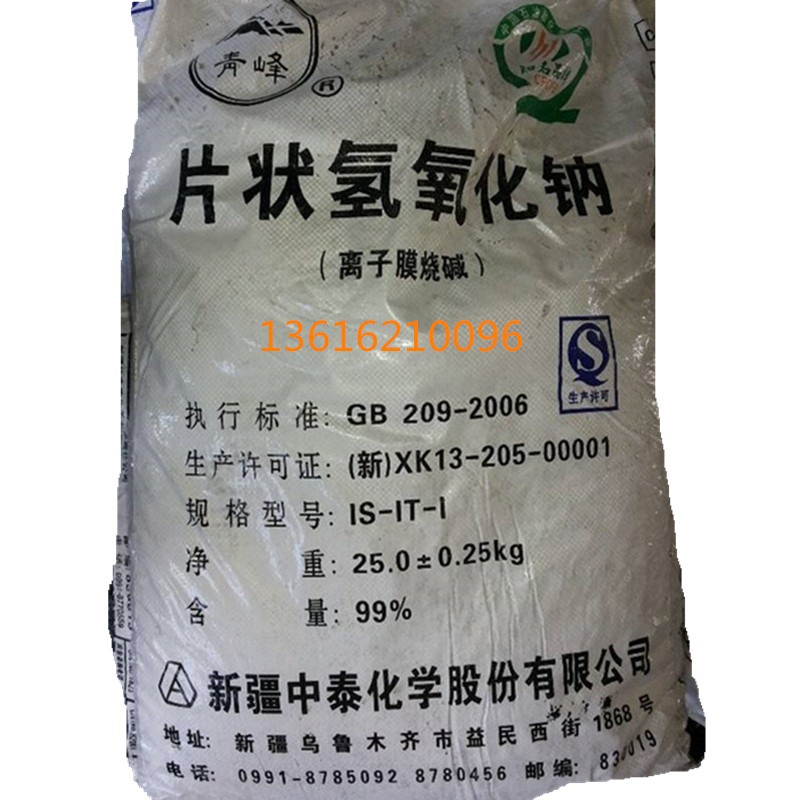 青峰
R
片状氢氧化钠
(离子膜烧碱)
13616210096
生产许可
执行标准: GB 209-2006
生产许可证: (新)XK13-205-00001
规格型号: IS-IT-I
净重: 25.0±0.25kg
含量: 99%
新疆中泰化学股份有限公司
地址: 新疆乌鲁木齐市益民西街1868号
电话: 0991-8785092 8780456 邮编: